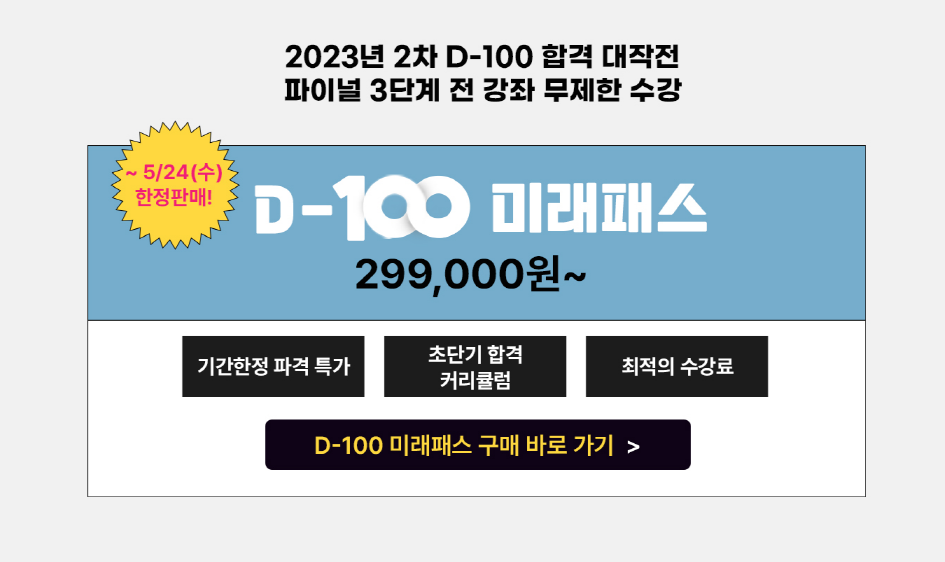 2023년 2차 D-100 합격 대작전
파이널 3단계 전 강좌 무제한 수강
~ 5/24(수)
한정판매!
D-100 미래패스
299,000원~
기간한정 파격 특가
초단기 합격
커리큘럼
최적의 수강료
D-100 미래패스 구매 바로 가기 >